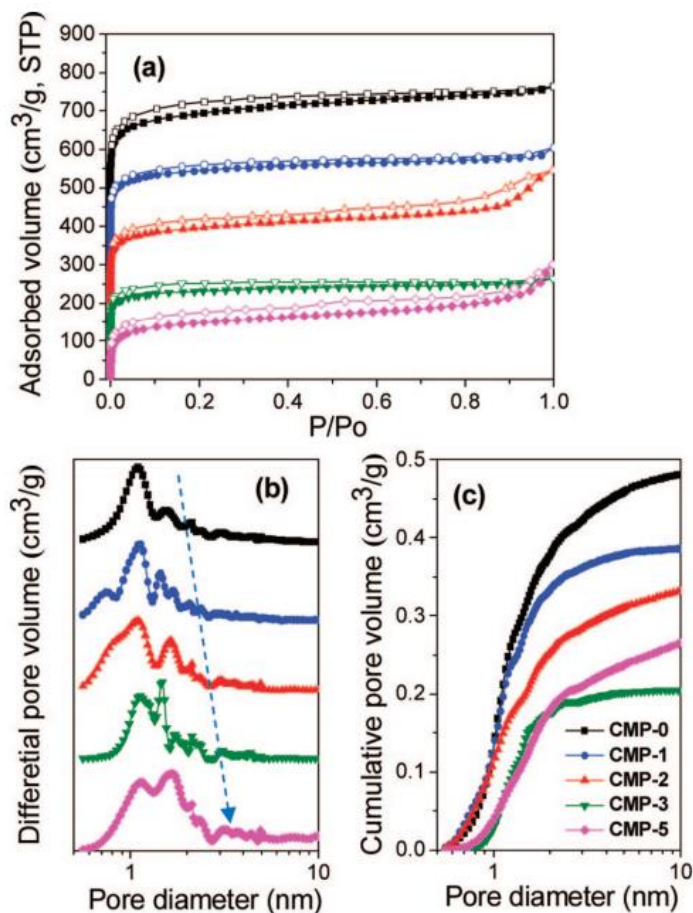 (a)
Adsorbed volume (cm³/g, STP)
900
800
700
600
500
400
300
200
100
0
0.0 0.2 0.4 0.6 0.8 1.0
P/Po
(b)
Differetial pore volume (cm³/g)
1 10
Pore diameter (nm)
(c)
Cumulative pore volume (cm³/g)
0.5
0.4
0.3
0.2
0.1
0.0
CMP-0
CMP-1
CMP-2
CMP-3
CMP-5
1 10
Pore diameter (nm)